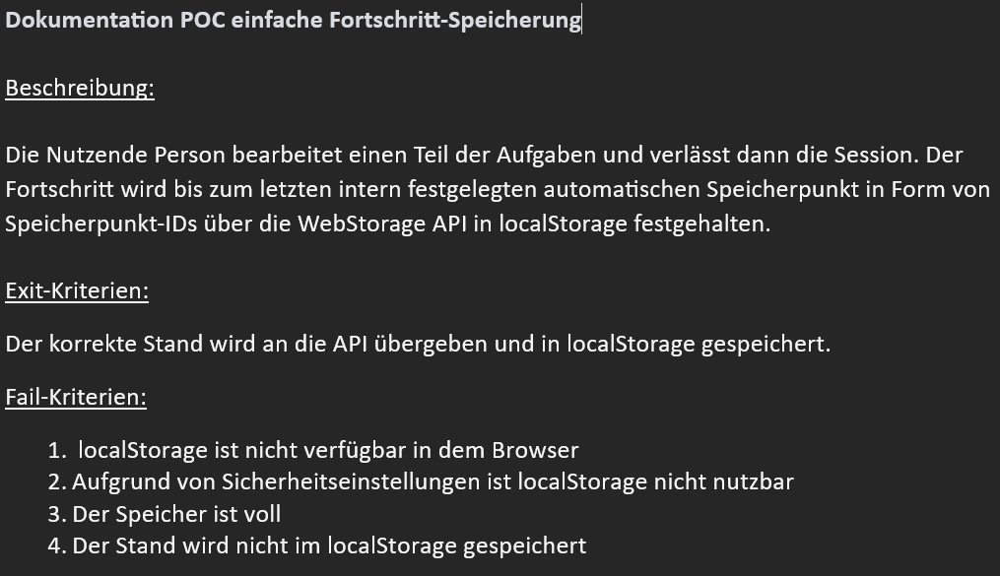 Dokumentation POC einfache Fortschritt-Speicherung
Beschreibung:
Die Nutzende Person bearbeitet einen Teil der Aufgaben und verlässt dann die Session. Der
Fortschritt wird bis zum letzten intern festgelegten automatischen Speicherpunkt in Form von
Speicherpunkt-IDs über die WebStorage API in localStorage festgehalten.
Exit-Kriterien:
Der korrekte Stand wird an die API übergeben und in localStorage gespeichert.
Fail-Kriterien:
1. localStorage ist nicht verfügbar in dem Browser
2. Aufgrund von Sicherheitseinstellungen ist localStorage nicht nutzbar
3. Der Speicher ist voll
4. Der Stand wird nicht im localStorage gespeichert